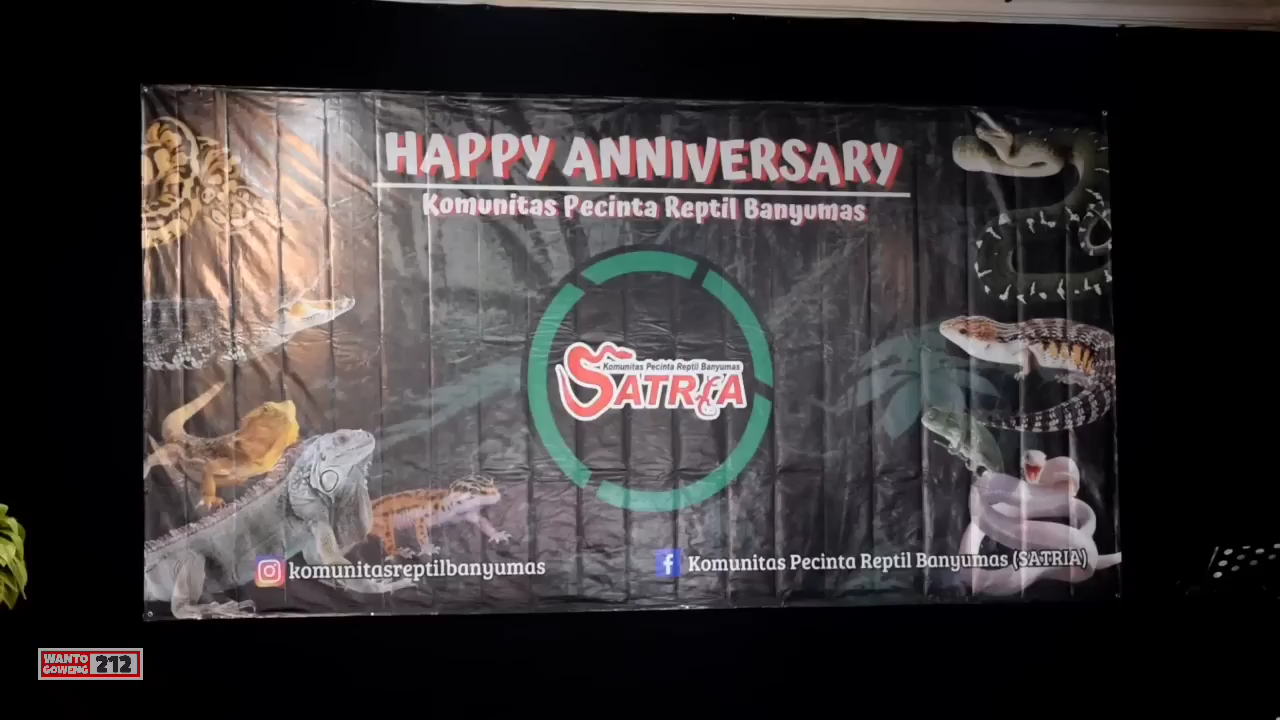 HAPPY ANNIVERSARY
Komunitas Pecinta Reptil Banyumas
Komunitas Pecinta Reptil Banyumas
SATRIA
komunitasreptilbanyumas
Komunitas Pecinta Reptil Banyumas (SATRIA)
WANTO
GOWENG
212